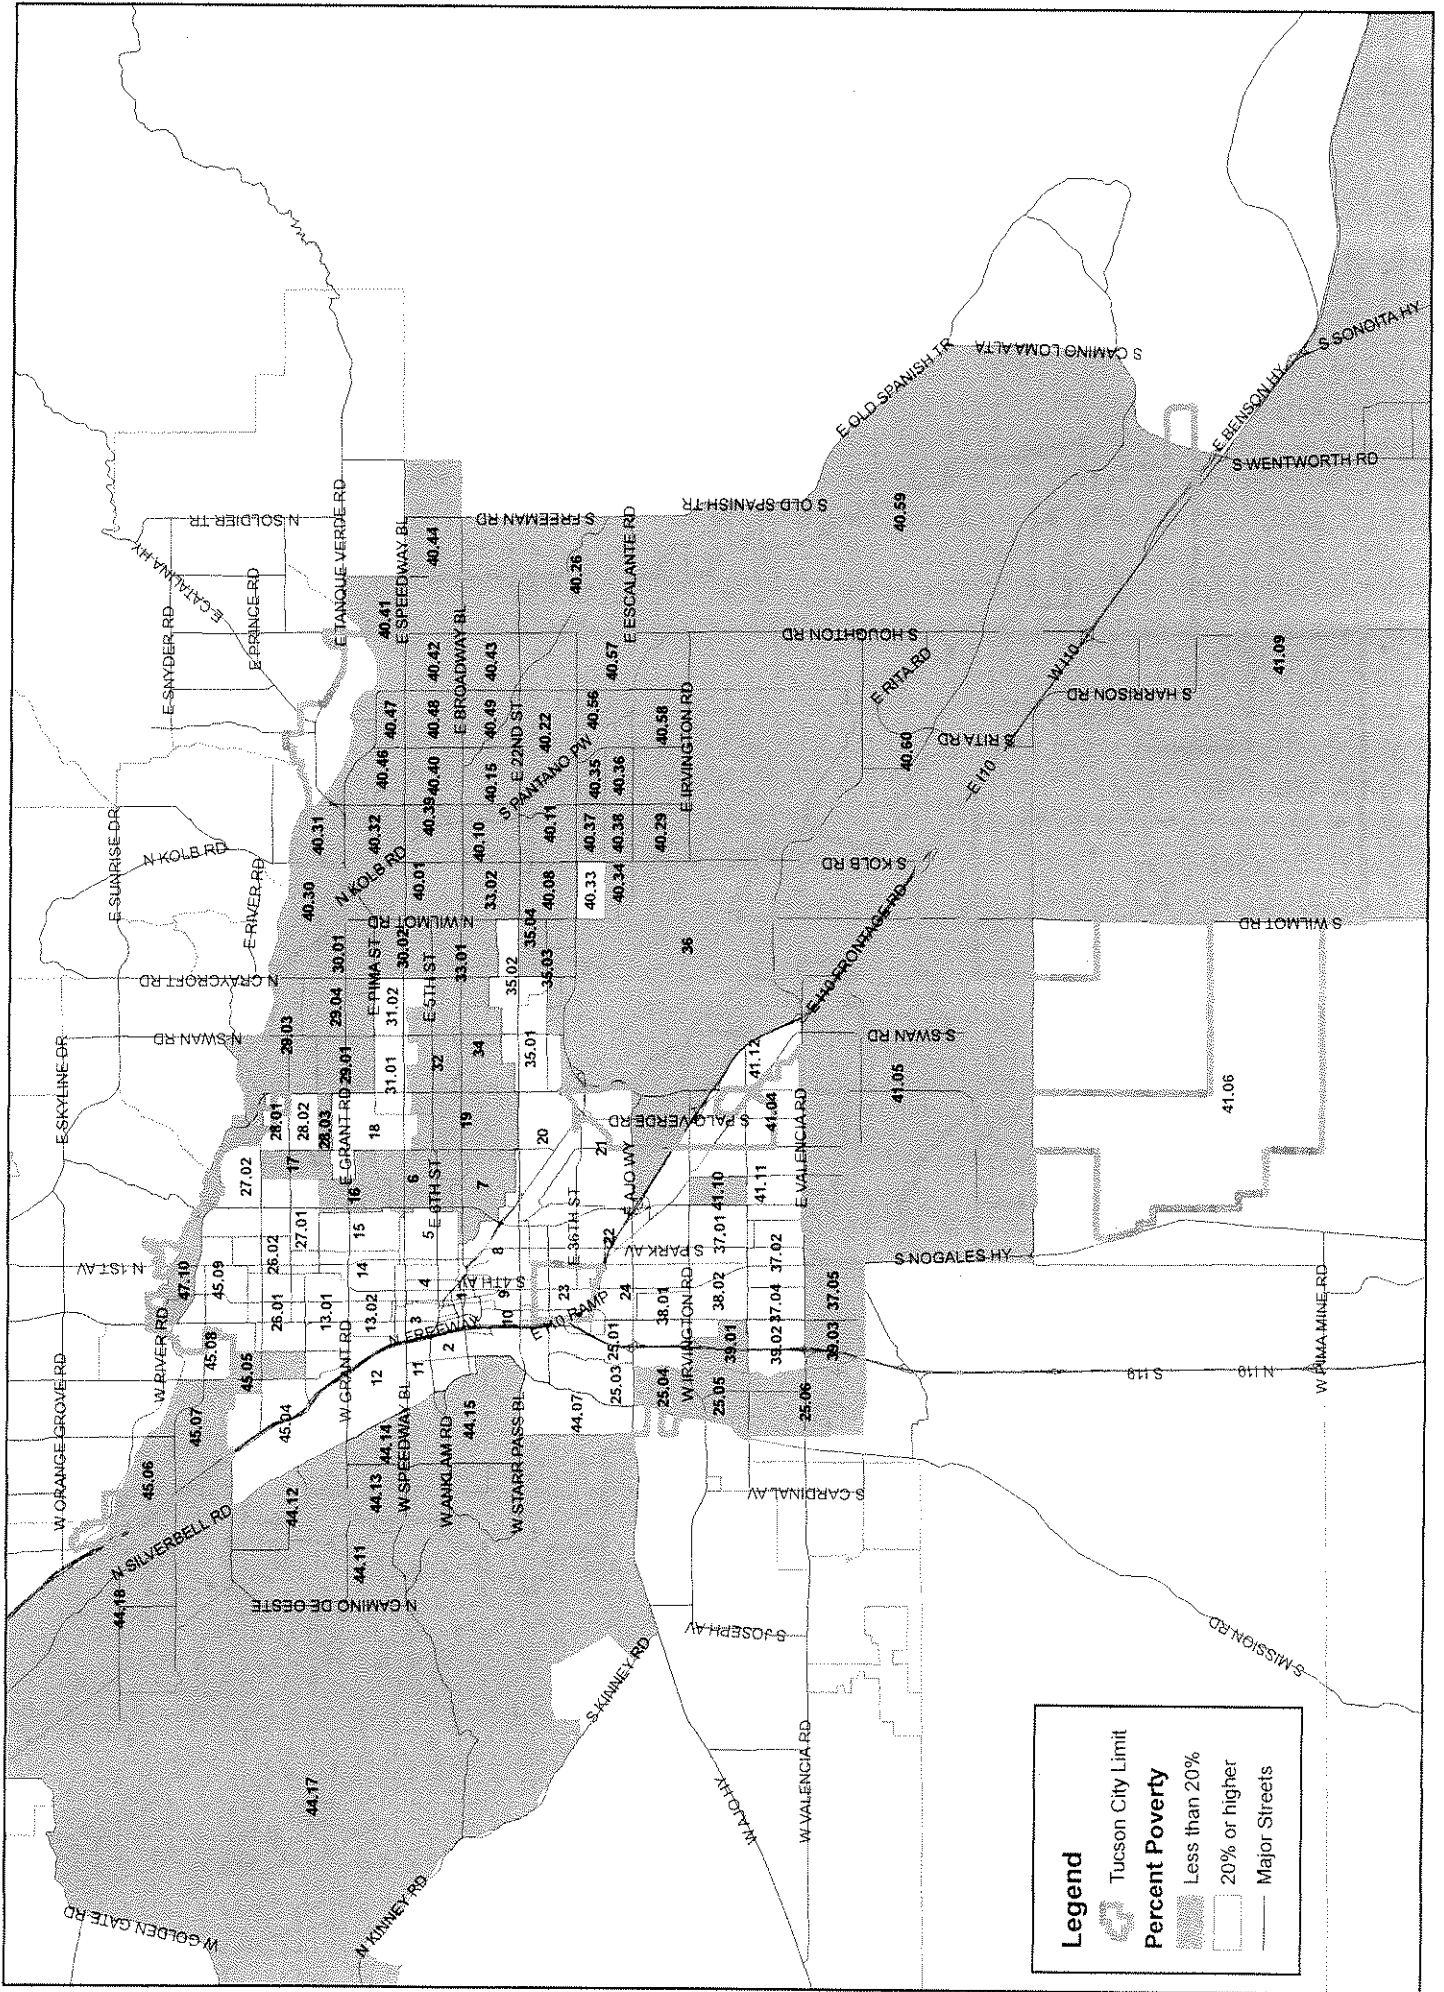 Legend
Tucson City Limit
Percent Poverty
Less than 20%
20% or higher
Major Streets
W GOLDEN GATE RD
N KINNEY RD
44.17
44.18
N SILVERBELL RD
N CAMINO DE OESTE
S KINNEY RD
W AJO HY
W VALENCIA RD
S JOSEPH AV
S CARDINAL AV
S MISSION RD
W ORANGE GROVE RD
W RIVER RD
45.06
45.07
45.08
45.05
45.04
45.09
47.10
44.12
44.11
44.13
44.14
44.15
44.07
W SPEEDWAY BL
W ANKLAM RD
W STARR PASS BL
W GRANT RD
N FREEWAY
12
11
2
3
4
1
5
6
7
8
9
10
13.01
13.02
14
15
16
17
18
19
20
21
22
23
24
25.01
25.03
25.04
25.05
25.06
26.01
26.02
27.01
27.02
28.01
28.02
28.03
29.01
29.03
29.04
30.01
30.02
31.01
31.02
32
33.01
33.02
34
35.01
35.02
35.03
35.04
36
37.01
37.02
37.04
37.05
38.01
38.02
39.01
39.02
39.03
N 1ST AV
E SKYLINE DR
N SWAN RD
N CRAYCROFT RD
E RIVER RD
E SUNRISE DR
N KOLB RD
E SNYDER RD
E CATALINA HY
E PRINCE RD
N SOLDIER TR
E TANQUE VERDE RD
E SPEEDWAY BL
E GRANT RD
E PIMA ST
E 5TH ST
E 6TH ST
N WILMOT RD
N KOLB RD
E BROADWAY BL
E 22ND ST
S PANTANO PW
S FREEMAN RD
E ESCALANTE RD
E IRVINGTON RD
S 4TH AV
E I10 RAMP
E 36TH ST
E AJO WY
S PARK AV
W IRVINGTON RD
S PALO VERDE RD
E VALENCIA RD
S NOGALES HY
S I19
N I19
W PIMA MINE RD
S SWAN RD
E I10 FRONTAGE RD
S KOLB RD
S WILMOT RD
E I10
S RITA RD
E RITA RD
S HOUGHTON RD
S HARRISON RD
W I10
S OLD SPANISH TR
E OLD SPANISH TR
S CAMINO LOMA ALTA
E BENSON HY
S WENTWORTH RD
S SONOITA HY
40.01
40.08
40.10
40.11
40.15
40.22
40.26
40.29
40.30
40.31
40.32
40.33
40.34
40.35
40.36
40.37
40.38
40.39
40.40
40.41
40.42
40.43
40.44
40.46
40.47
40.48
40.49
40.56
40.57
40.58
40.59
40.60
41.04
41.05
41.06
41.09
41.10
41.11
41.12